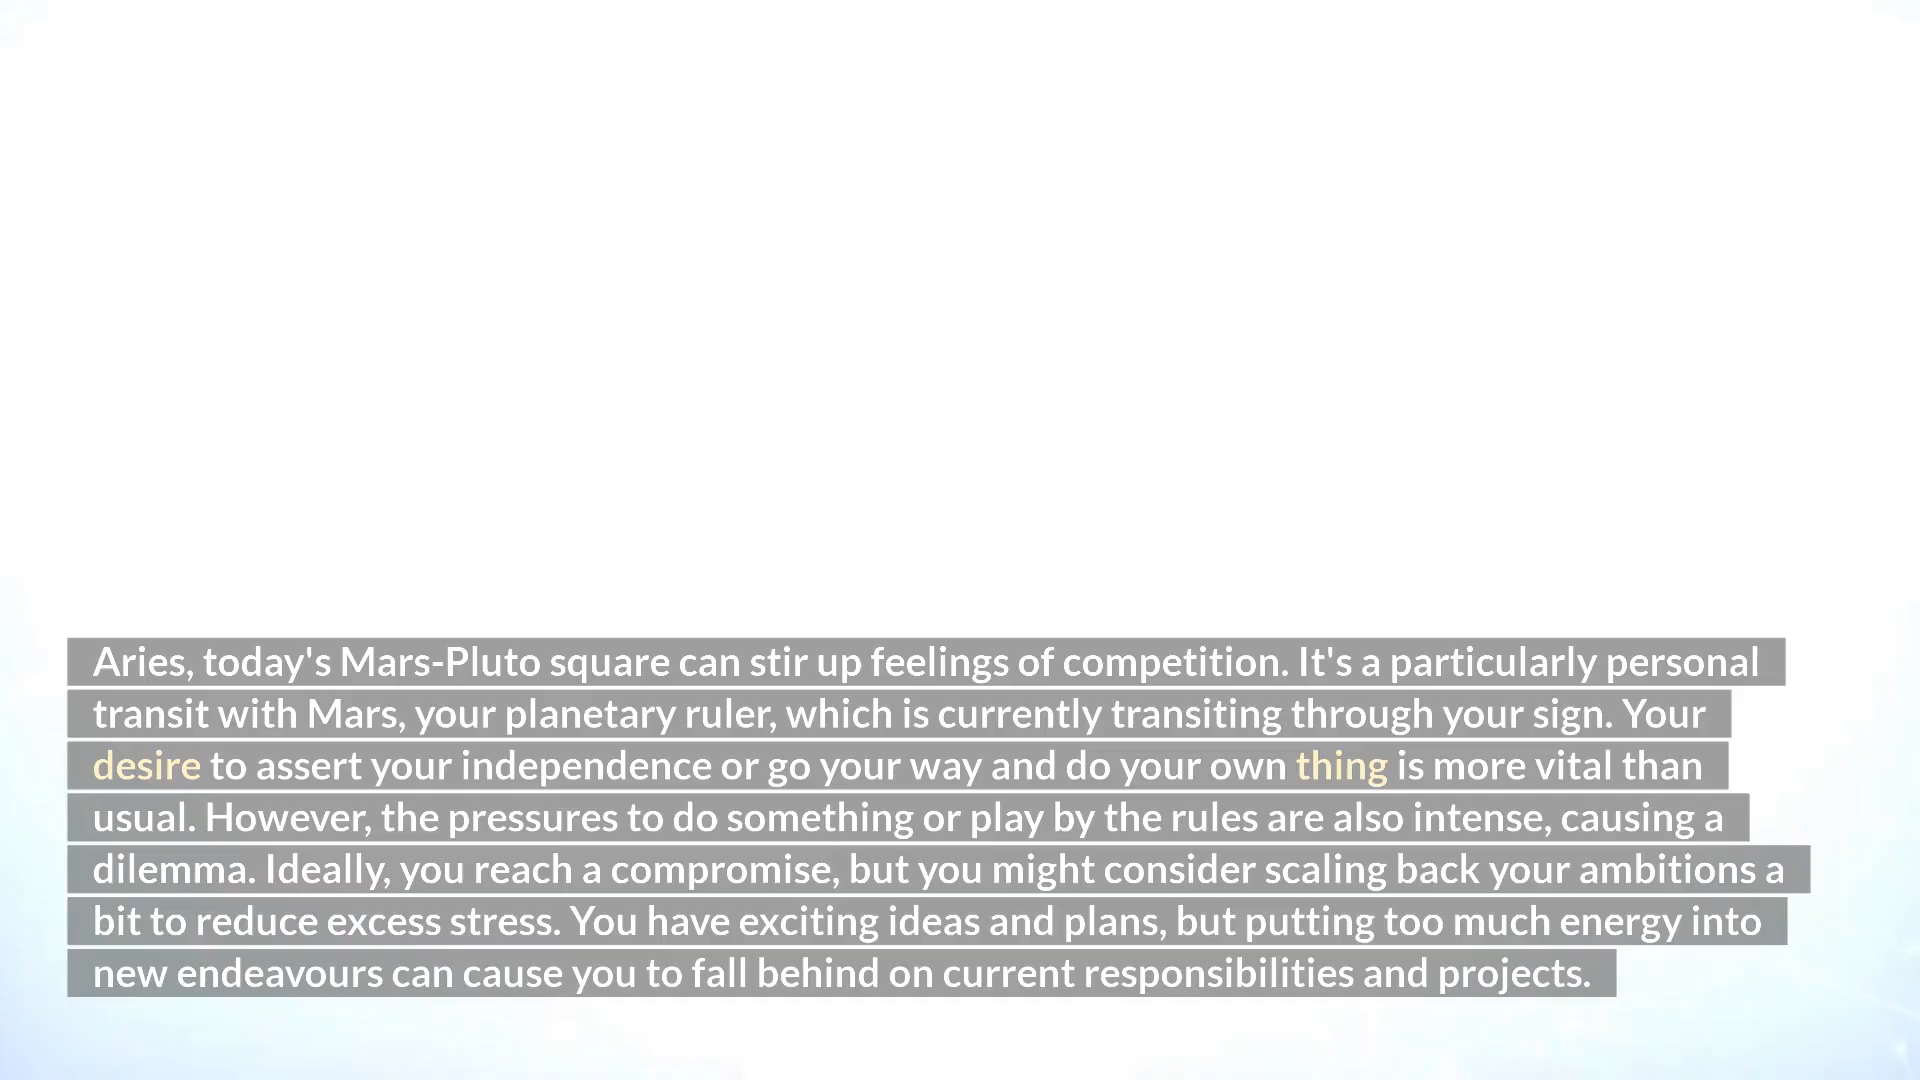 Aries, today's Mars-Pluto square can stir up feelings of competition. It's a particularly personal
transit with Mars, your planetary ruler, which is currently transiting through your sign. Your
desire to assert your independence or go your way and do your own thing is more vital than
usual. However, the pressures to do something or play by the rules are also intense, causing a
dilemma. Ideally, you reach a compromise, but you might consider scaling back your ambitions a
bit to reduce excess stress. You have exciting ideas and plans, but putting too much energy into
new endeavours can cause you to fall behind on current responsibilities and projects.